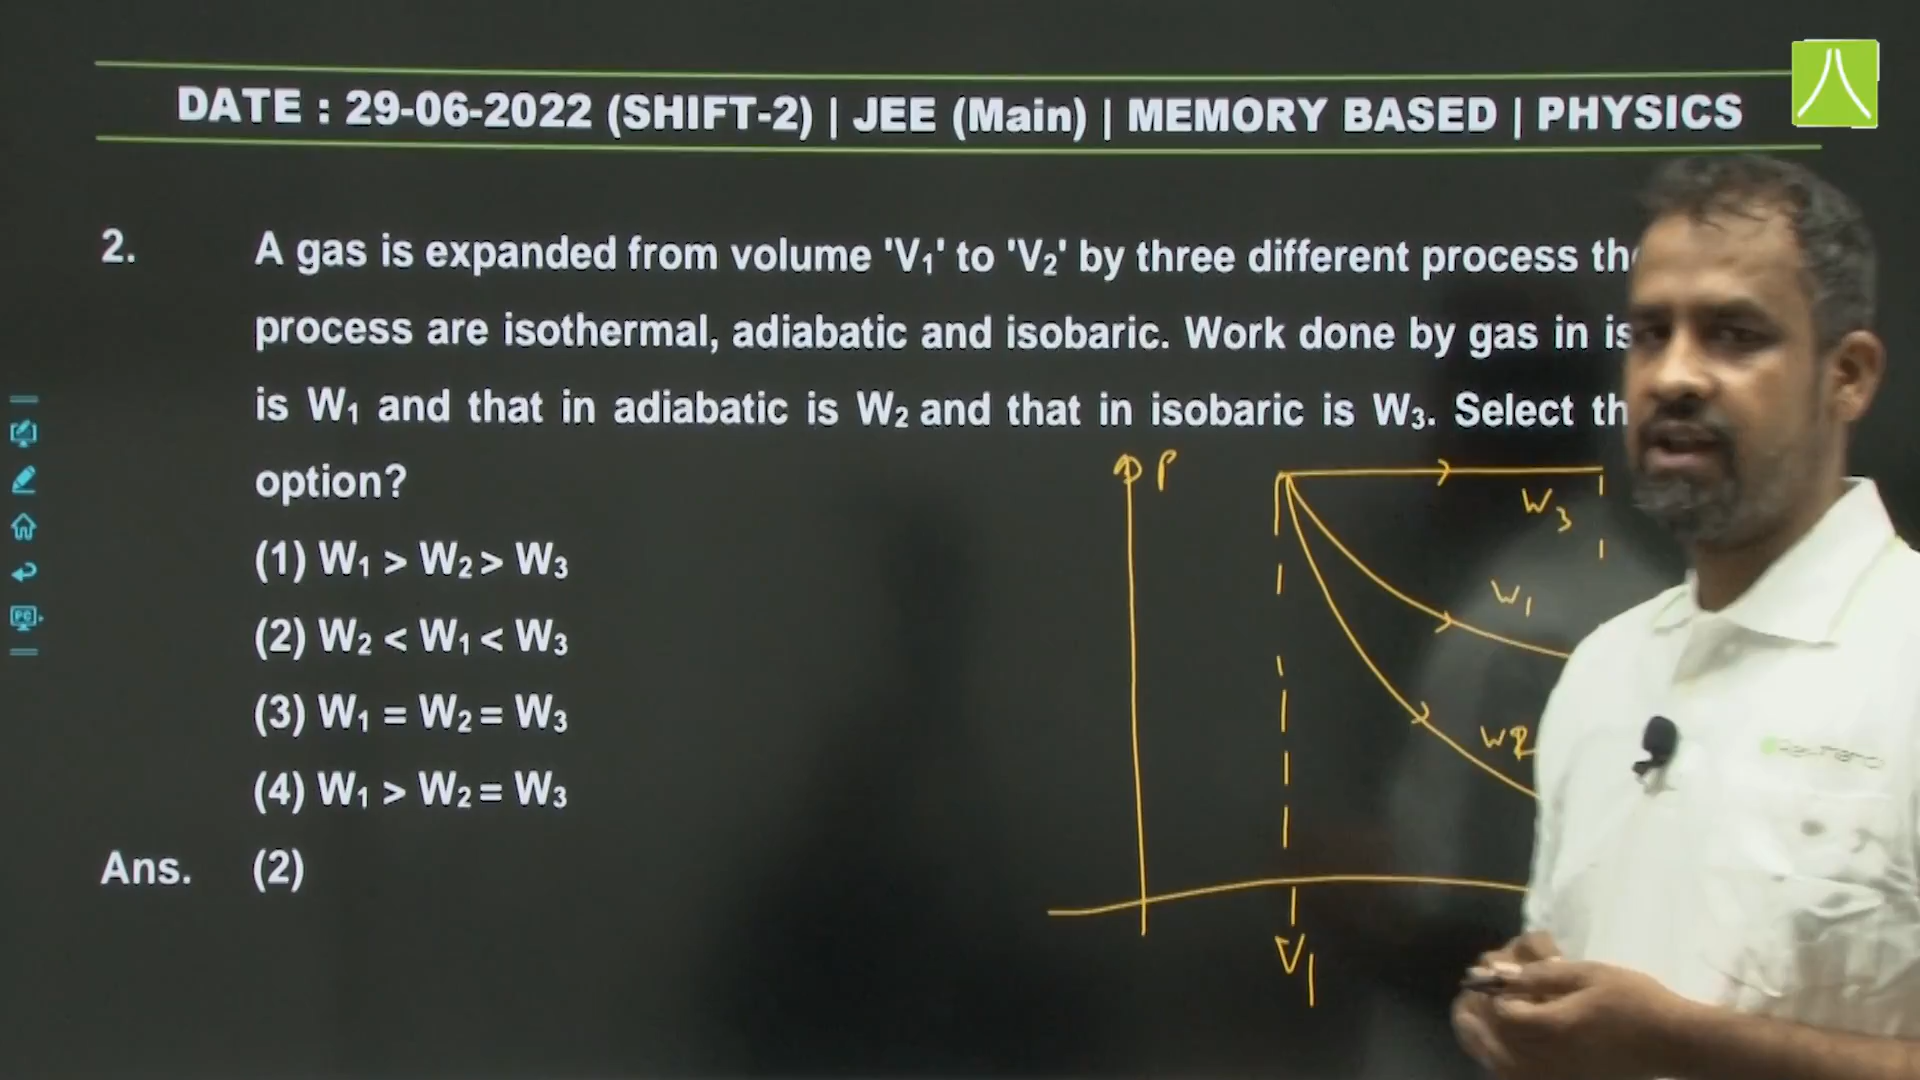 DATE : 29-06-2022 (SHIFT-2) | JEE (Main) | MEMORY BASED | PHYSICS
2. A gas is expanded from volume 'V₁' to 'V₂' by three different process
process are isothermal, adiabatic and isobaric. Work done by gas in
is W₁ and that in adiabatic is W₂ and that in isobaric is W₃. Select
option?
(1) W₁ > W₂ > W₃
(2) W₂ < W₁ < W₃
(3) W₁ = W₂ = W₃
(4) W₁ > W₂ = W₃
Ans. (2)
P
W₃
W₁
W₂
V₁
PC